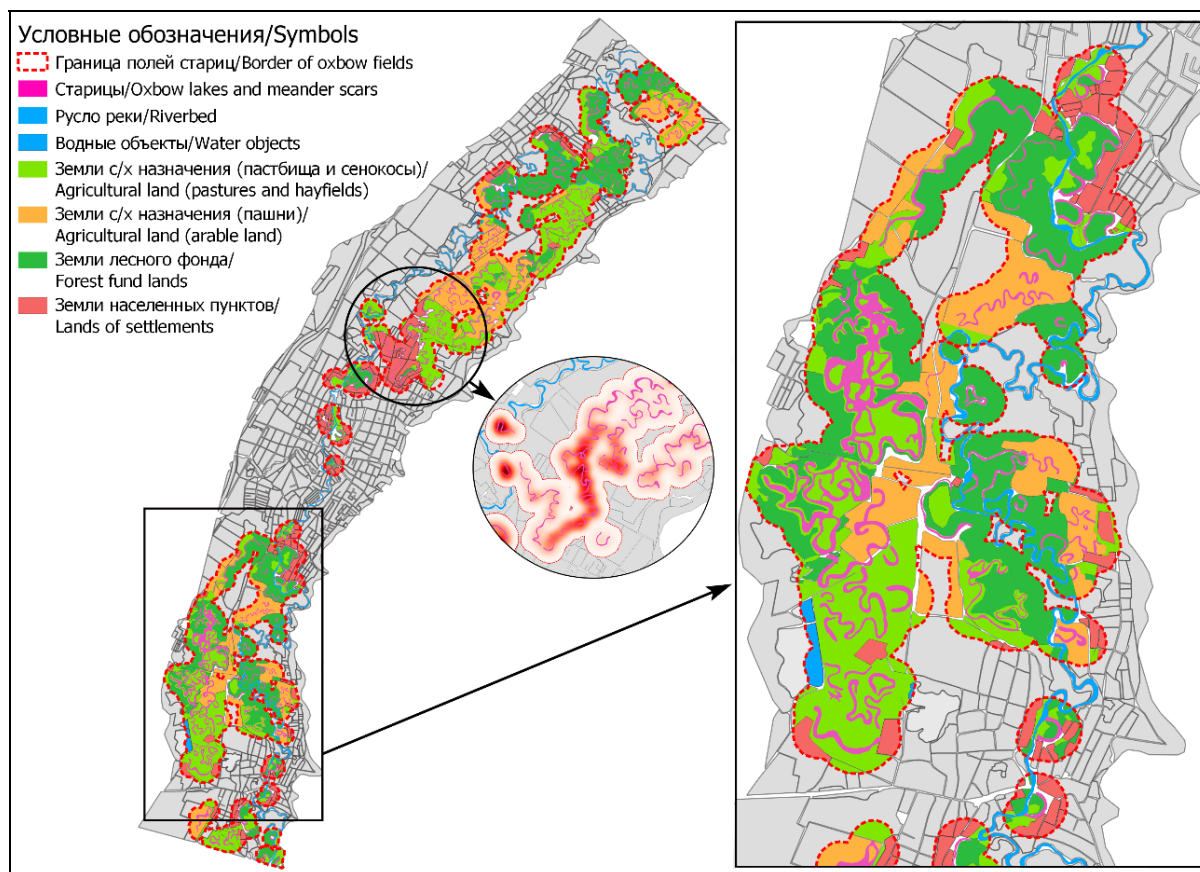 Условные обозначения/Symbols
Граница полей стариц/Border of oxbow fields
Старицы/Oxbow lakes and meander scars
Русло реки/Riverbed
Водные объекты/Water objects
Земли с/х назначения (пастбища и сенокосы)/
Agricultural land (pastures and hayfields)
Земли с/х назначения (пашни)/
Agricultural land (arable land)
Земли лесного фонда/
Forest fund lands
Земли населенных пунктов/
Lands of settlements